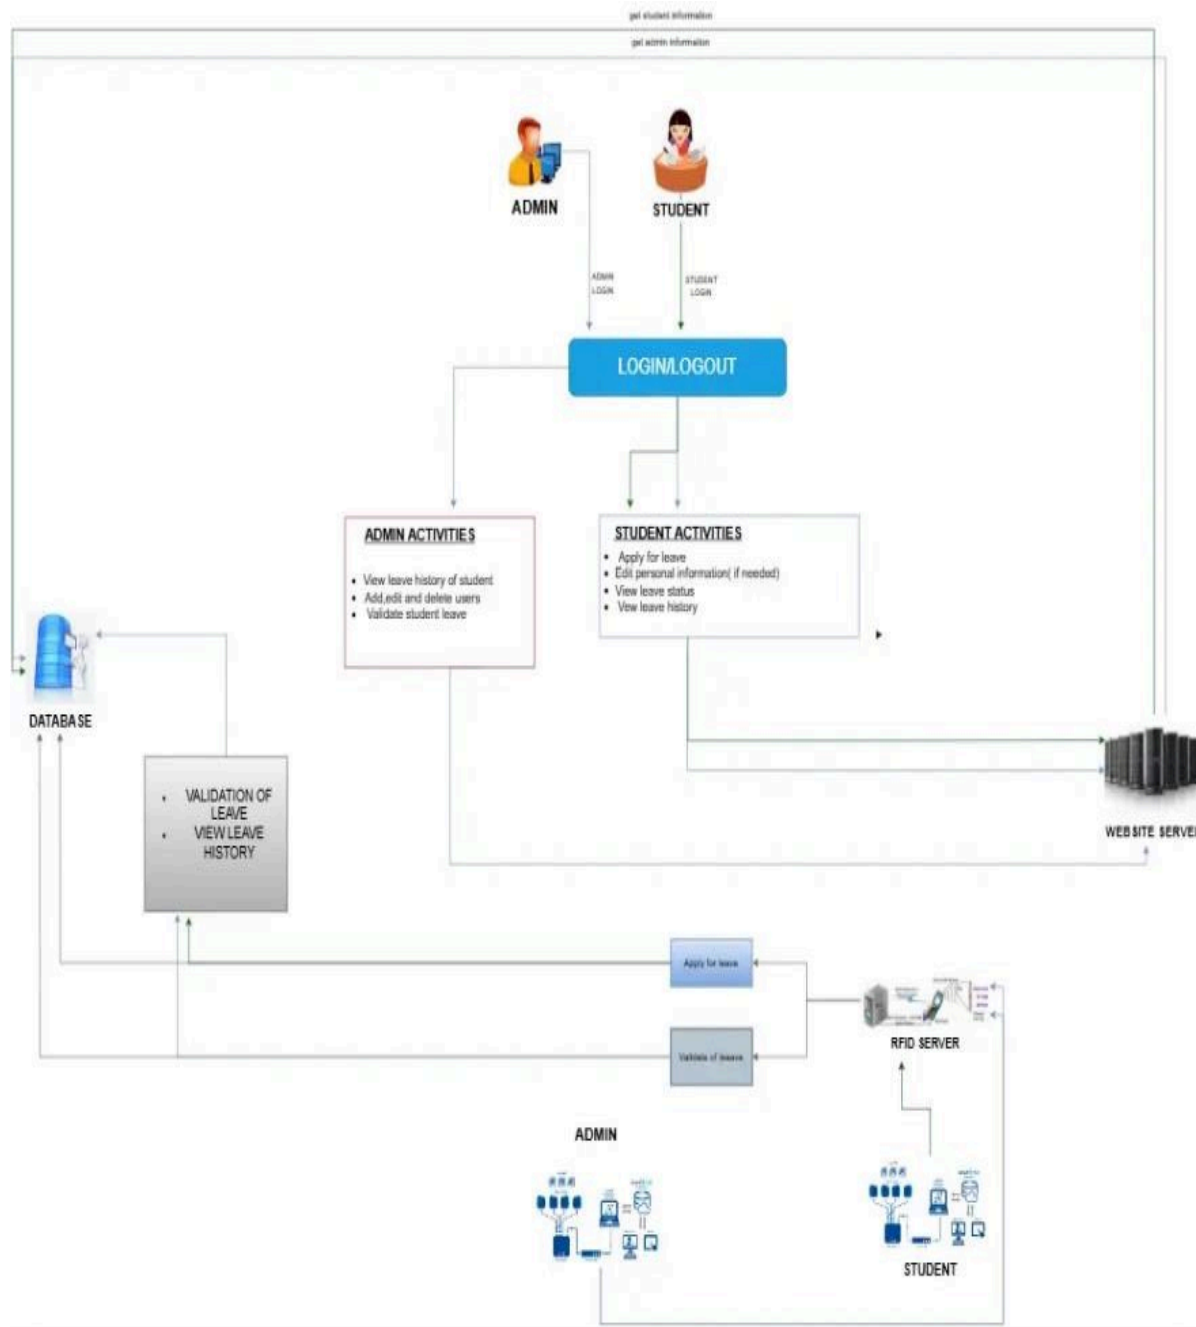 get student information
get admin information
ADMIN
STUDENT
ADMIN
LOGIN
STUDENT
LOGIN
LOGIN/LOGOUT
ADMIN ACTIVITIES
• View leave history of student
• Add,edit and delete users
• Validate student leave
STUDENT ACTIVITIES
• Apply for leave
• Edit personal information( if needed)
• View leave status
• Vew leave history
DATABASE
• VALIDATION OF
LEAVE
• VIEW LEAVE
HISTORY
WEBSITE SERVER
Apply for leave
RFID SERVER
Validate of leeave
ADMIN
STUDENT